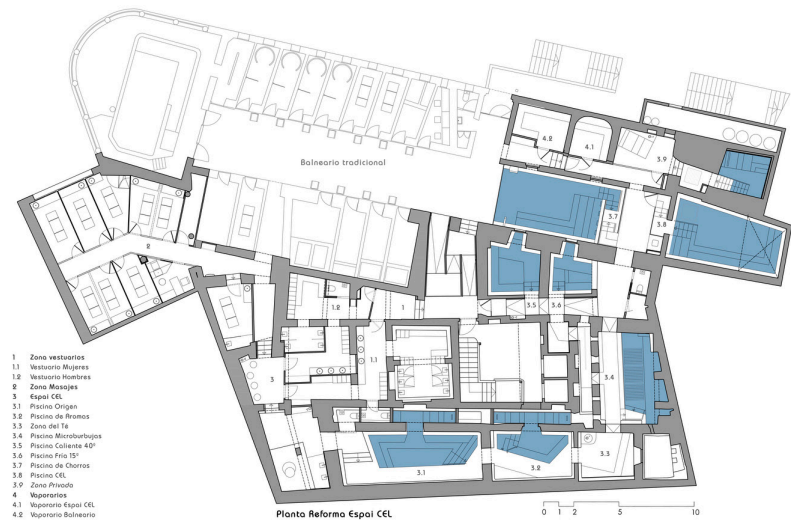 4.2
4.1
3.9
Balneario tradicional
3.7
3.8
2
3.5
3.6
1.2
1
1.1
3
3.4
3.1
3.2
3.3
1 Zona vestuarios
1.1 Vestuario Mujeres
1.2 Vestuario Hombres
2 Zona Masajes
3 Espai CEL
3.1 Piscina Origen
3.2 Piscina de Aromas
3.3 Zona del Té
3.4 Piscina Microburbujas
3.5 Piscina Caliente 40º
3.6 Piscina Fria 15º
3.7 Piscina de Chorros
3.8 Piscina CEL
3.9 Zona Privada
4 Vaporarios
4.1 Vaporario Espai CEL
4.2 Vaporario Balneario
Planta Reforma Espai CEL
0 1 2 5 10